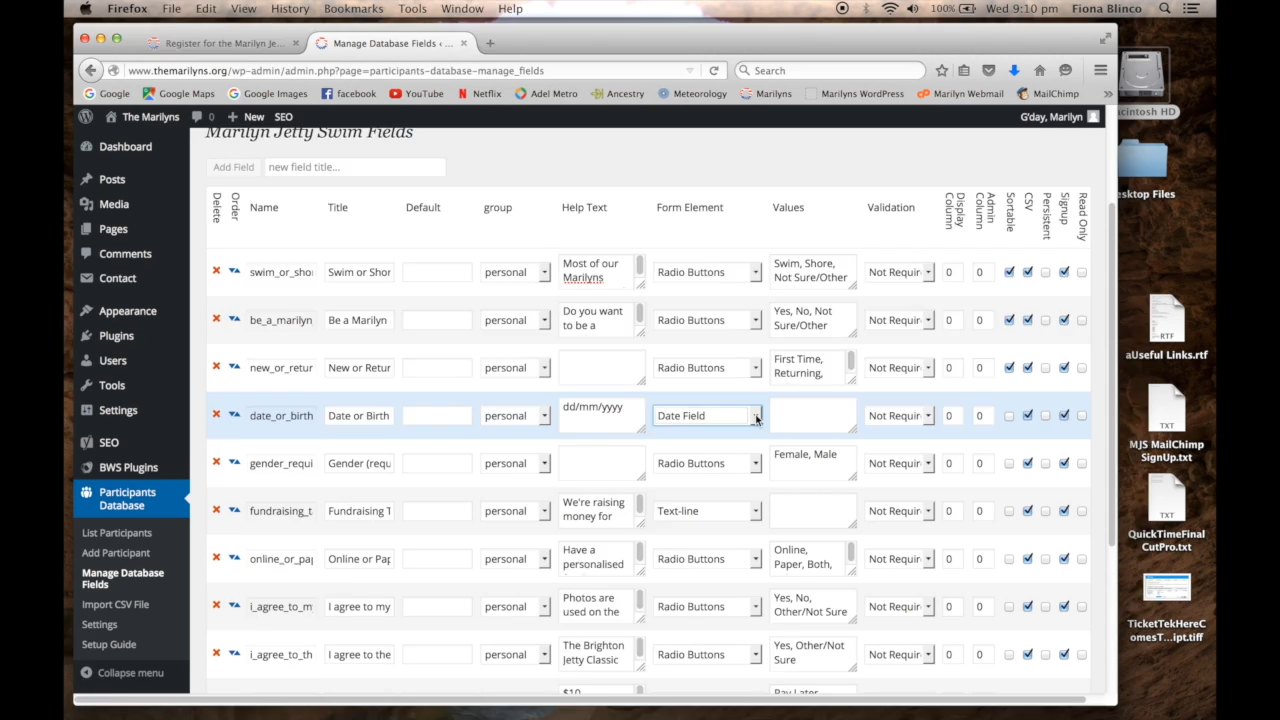 Firefox File Edit View History Bookmarks Tools Window Help 100% Wed 9:10 pm Fiona Blinco
Register for the Marilyn Je... Manage Database Fields ‹ ...
www.themarilyns.org/wp-admin/admin.php?page=participants-database-manage_fields Search
Google Google Maps Google Images facebook YouTube Netflix Adel Metro Ancestry Meteorology Marilyns Marilyns WordPress Marilyn Webmail MailChimp
The Marilyns 0 New SEO G'day, Marilyn
Macintosh HD
Desktop Files
aUseful Links.rtf
MJS MailChimp
SignUp.txt
QuickTimeFinal
CutPro.txt
TicketTekHereC
omesT...ipt.tiff
RTF
TXT
TXT
Dashboard
Posts
Media
Pages
Comments
Contact
Appearance
Plugins
Users
Tools
Settings
SEO
BWS Plugins
Participants
Database
List Participants
Add Participant
Manage Database
Fields
Import CSV File
Settings
Setup Guide
Collapse menu
Marilyn Jetty Swim Fields
Add Field new field title...
Delete Order Name Title Default group Help Text Form Element Values Validation Display Column Admin Column Sortable CSV Persistent Signup Read Only
swim_or_shor Swim or Shor personal Most of our Radio Buttons Swim, Shore, Not Requir 0 0
Marilyns Not Sure/Other
be_a_marilyn Be a Marilyn personal Do you want Radio Buttons Yes, No, Not Not Requir 0 0
to be a Sure/Other
new_or_retur New or Retur personal Radio Buttons First Time, Not Requir 0 0
Returning,
date_or_birth Date or Birth personal dd/mm/yyyy Date Field Not Requir 0 0
gender_requi Gender (requ personal Radio Buttons Female, Male Not Requir 0 0
fundraising_t Fundraising T personal We're raising Text-line Not Requir 0 0
money for
online_or_pap Online or Pap personal Have a Radio Buttons Online, Not Requir 0 0
personalised Paper, Both,
i_agree_to_my I agree to my personal Photos are Radio Buttons Yes, No, Not Requir 0 0
used on the Other/Not Sure
i_agree_to_th I agree to the personal The Brighton Radio Buttons Yes, Other/Not Not Requir 0 0
Jetty Classic Sure
$10 Pay Later